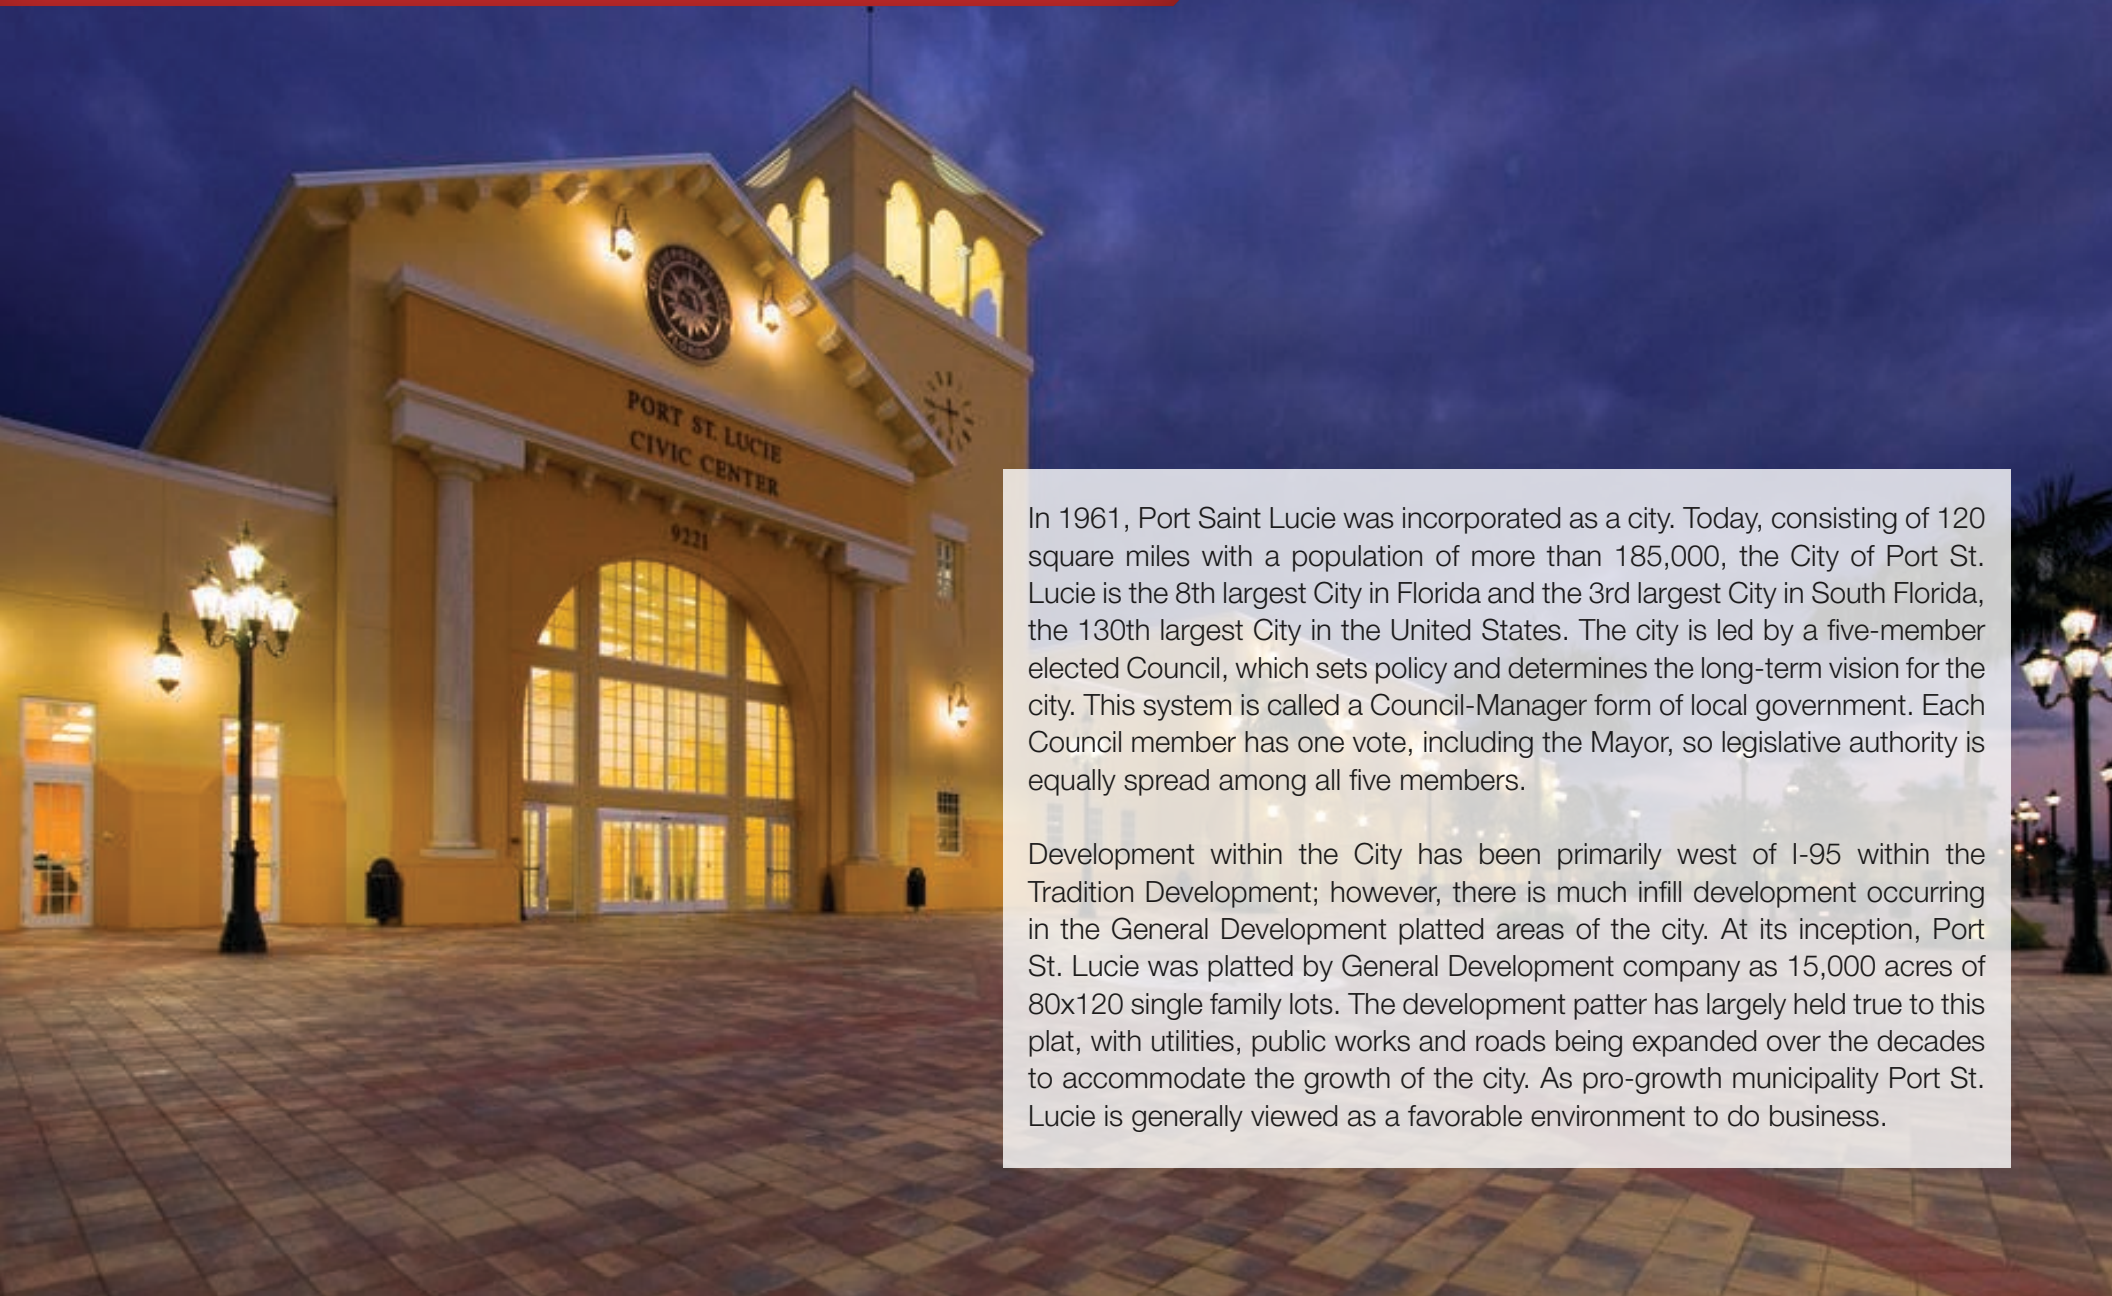 CITY OF PORT ST. LUCIE
FLORIDA
PORT ST. LUCIE
CIVIC CENTER
9221
In 1961, Port Saint Lucie was incorporated as a city. Today, consisting of 120
square miles with a population of more than 185,000, the City of Port St.
Lucie is the 8th largest City in Florida and the 3rd largest City in South Florida,
the 130th largest City in the United States. The city is led by a five-member
elected Council, which sets policy and determines the long-term vision for the
city. This system is called a Council-Manager form of local government. Each
Council member has one vote, including the Mayor, so legislative authority is
equally spread among all five members.
Development within the City has been primarily west of I-95 within the
Tradition Development; however, there is much infill development occurring
in the General Development platted areas of the city. At its inception, Port
St. Lucie was platted by General Development company as 15,000 acres of
80x120 single family lots. The development patter has largely held true to this
plat, with utilities, public works and roads being expanded over the decades
to accommodate the growth of the city. As pro-growth municipality Port St.
Lucie is generally viewed as a favorable environment to do business.